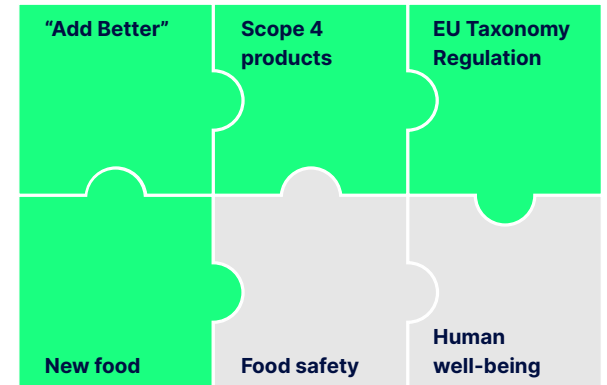 “Add Better”
Scope 4
products
EU Taxonomy
Regulation
New food
Food safety
Human
well-being